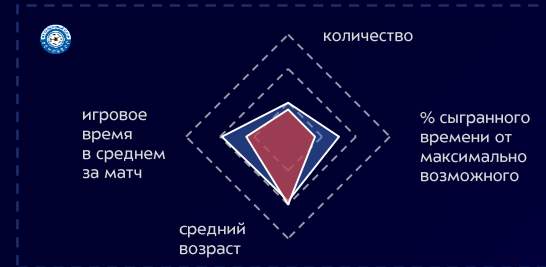 количество
игровое
время
в среднем
за матч
% сыгранного
времени от
максимально
возможного
средний
возраст